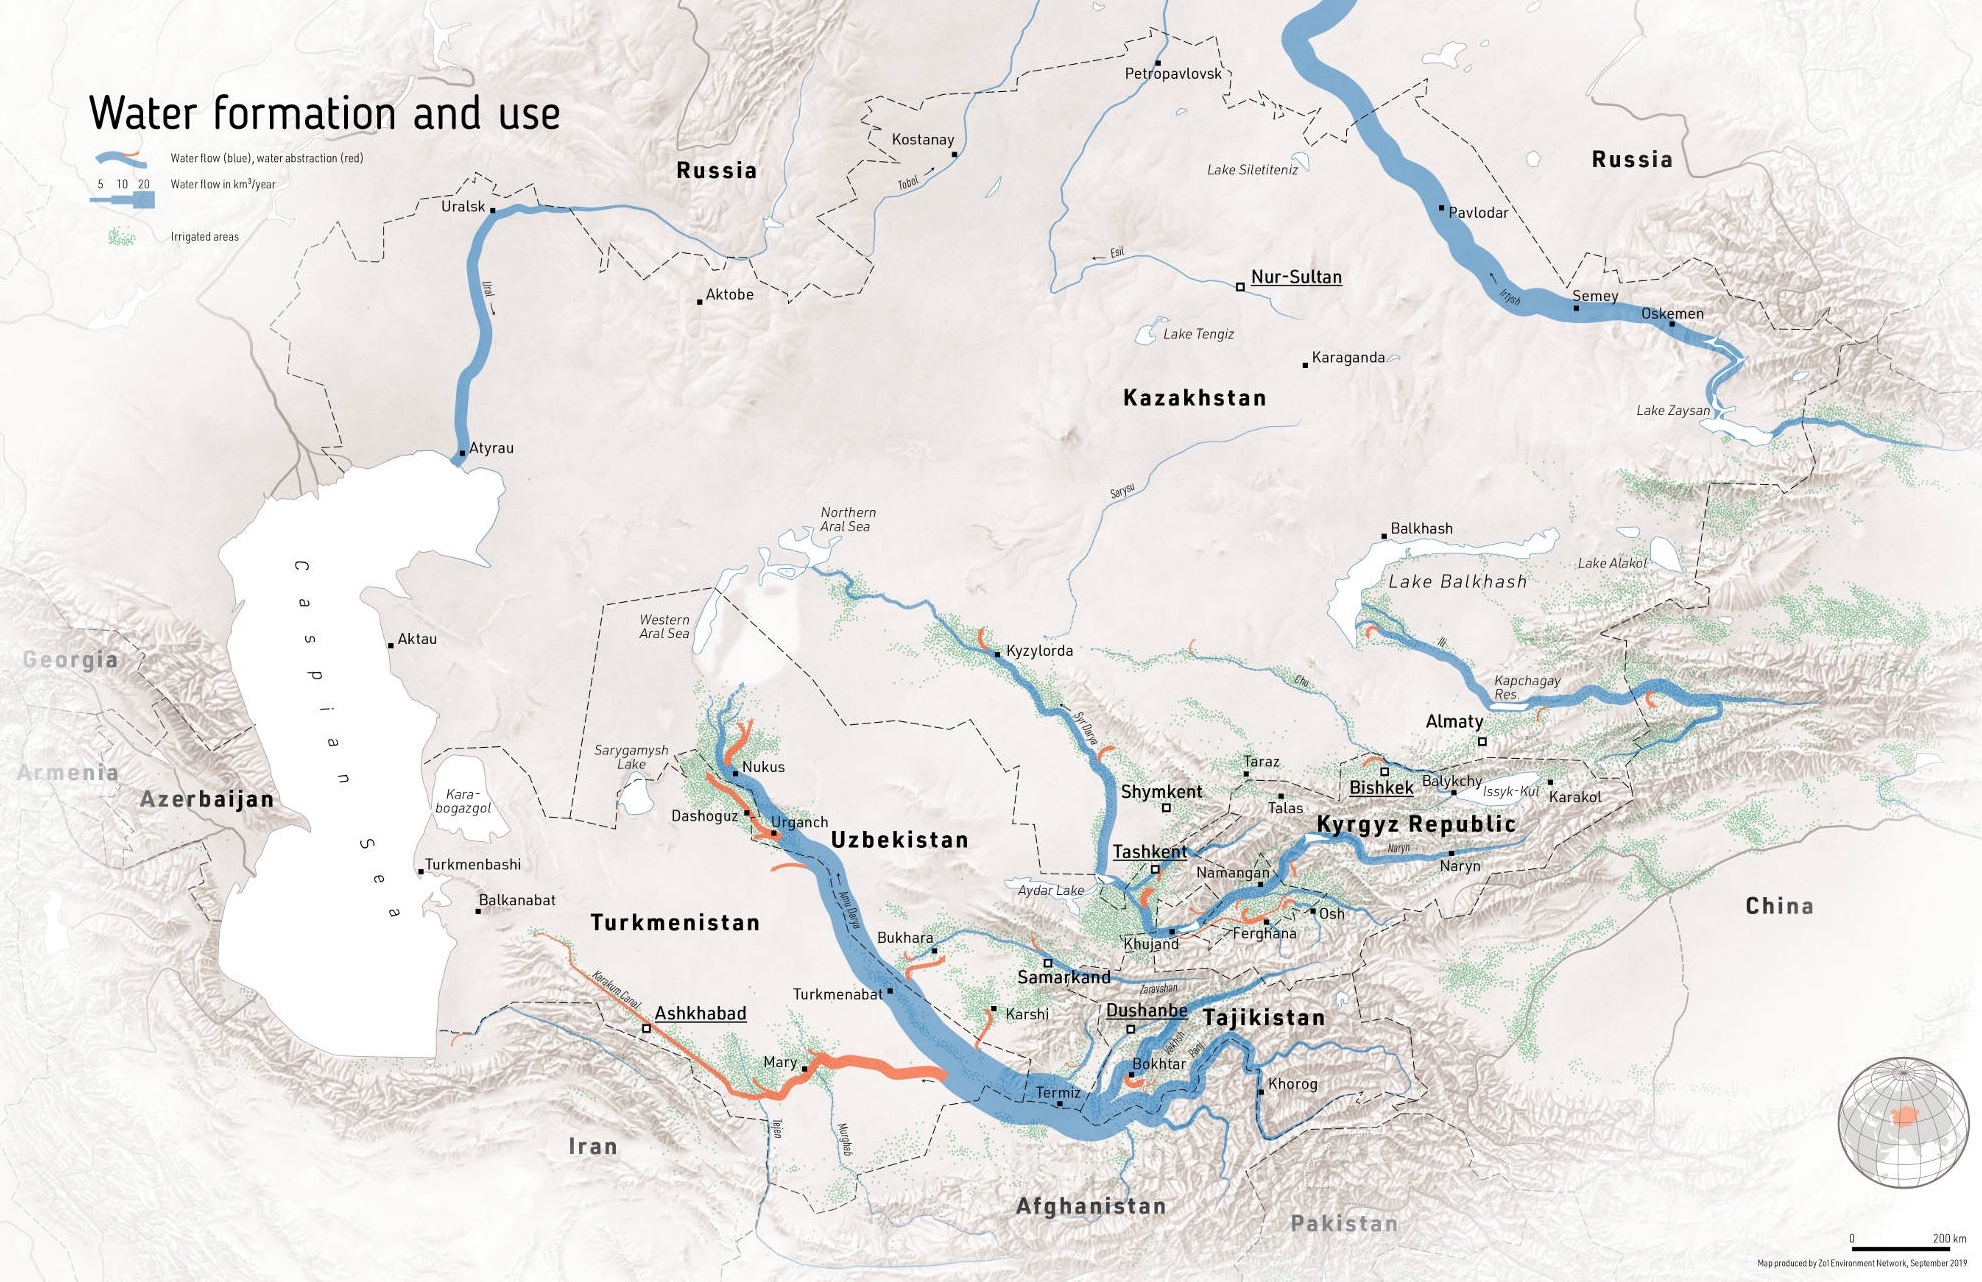 Water formation and use
Water flow (blue), water abstraction (red)
5 10 20
Water flow in km³/year
Irrigated areas
Petropavlovsk
Kostanay
Tobol
Russia
Russia
Lake Siletiteniz
Uralsk
Ural
Pavlodar
Esil
Nur-Sultan
Aktobe
Irtysh
Semey
Oskemen
Lake Tengiz
Karaganda
Kazakhstan
Lake Zaysan
Atyrau
Sarysu
Northern
Aral Sea
Balkhash
Lake Balkhash
Lake Alakol
Caspian Sea
Western
Aral Sea
Aktau
Georgia
Kyzylorda
Ili
Chu
Kapchagay
Res.
Syr Darya
Almaty
Sarygamysh
Lake
Nukus
Armenia
Azerbaijan
Kara-
bogazgol
Taraz
Bishkek
Balykchy
Issyk-Kul
Karakol
Shymkent
Talas
Dashoguz
Urganch
Uzbekistan
Kyrgyz Republic
Tashkent
Naryn
Naryn
Namangan
Turkmenbashi
Aydar Lake
Balkanabat
Amu Darya
Turkmenistan
China
Osh
Ferghana
Khujand
Bukhara
Samarkand
Zaravshan
Karakum Canal
Turkmenabat
Ashkhabad
Karshi
Dushanbe
Tajikistan
Vakhsh
Panj
Mary
Bokhtar
Khorog
Termiz
Tejen
Murghab
Iran
Afghanistan
Pakistan
0 200 km
Map produced by Zoï Environment Network, September 2019